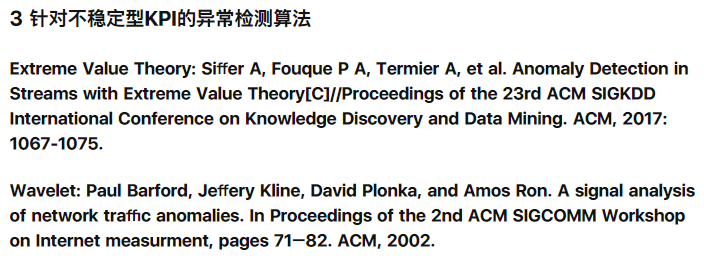 3 针对不稳定型KPI的异常检测算法
Extreme Value Theory: Siffer A, Fouque P A, Termier A, et al. Anomaly Detection in
Streams with Extreme Value Theory[C]//Proceedings of the 23rd ACM SIGKDD
International Conference on Knowledge Discovery and Data Mining. ACM, 2017:
1067-1075.
Wavelet: Paul Barford, Jeffery Kline, David Plonka, and Amos Ron. A signal analysis
of network traffic anomalies. In Proceedings of the 2nd ACM SIGCOMM Workshop
on Internet measurment, pages 71–82. ACM, 2002.